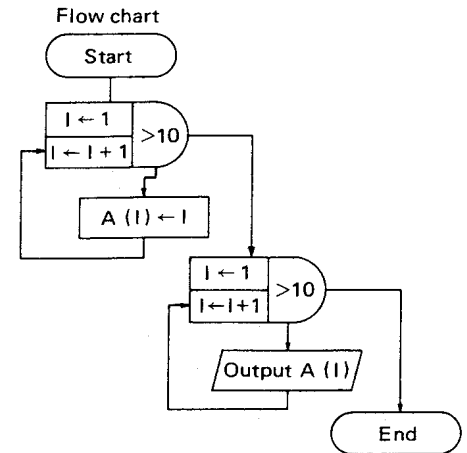 Flow chart
Start
I ← 1
I ← I + 1
>10
A (I) ← I
I ← 1
I←I+1
>10
Output A (I)
End